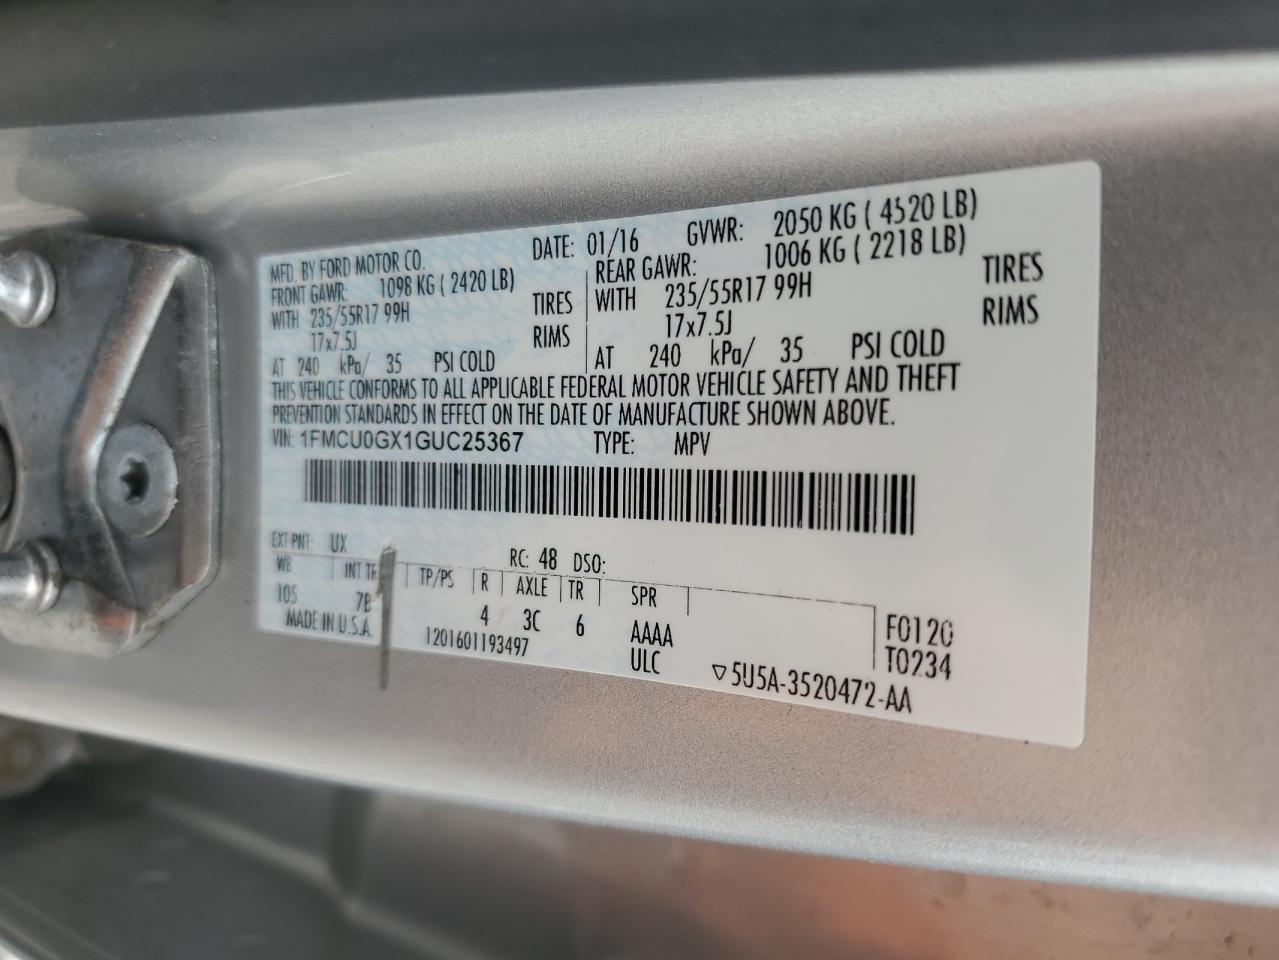 MFD. BY FORD MOTOR CO. DATE: 01/16 GVWR: 2050 KG ( 4520 LB)
FRONT GAWR: 1098 KG ( 2420 LB) REAR GAWR: 1006 KG ( 2218 LB)
WITH 235/55R17 99H TIRES WITH 235/55R17 99H TIRES
17x7.5J RIMS 17x7.5J RIMS
AT 240 kPa/ 35 PSI COLD AT 240 kPa/ 35 PSI COLD
THIS VEHICLE CONFORMS TO ALL APPLICABLE FEDERAL MOTOR VEHICLE SAFETY AND THEFT
PREVENTION STANDARDS IN EFFECT ON THE DATE OF MANUFACTURE SHOWN ABOVE.
VIN: 1FMCU0GX1GUC25367 TYPE: MPV
EXT PNT: UX RC: 48 DSO:
WB INT TR TP/PS R AXLE TR SPR
105 7B 4 3C 6 AAAA F0120
MADE IN U.S.A. 1201601193497 ULC T0234
▽5U5A-3520472-AA